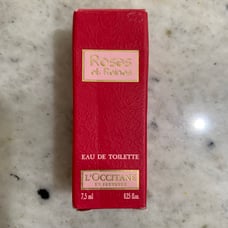 Roses
et Reines
EAU DE TOILETTE
L'OCCITANE
EN PROVENCE
7,5 ml
0.25 fl.oz.